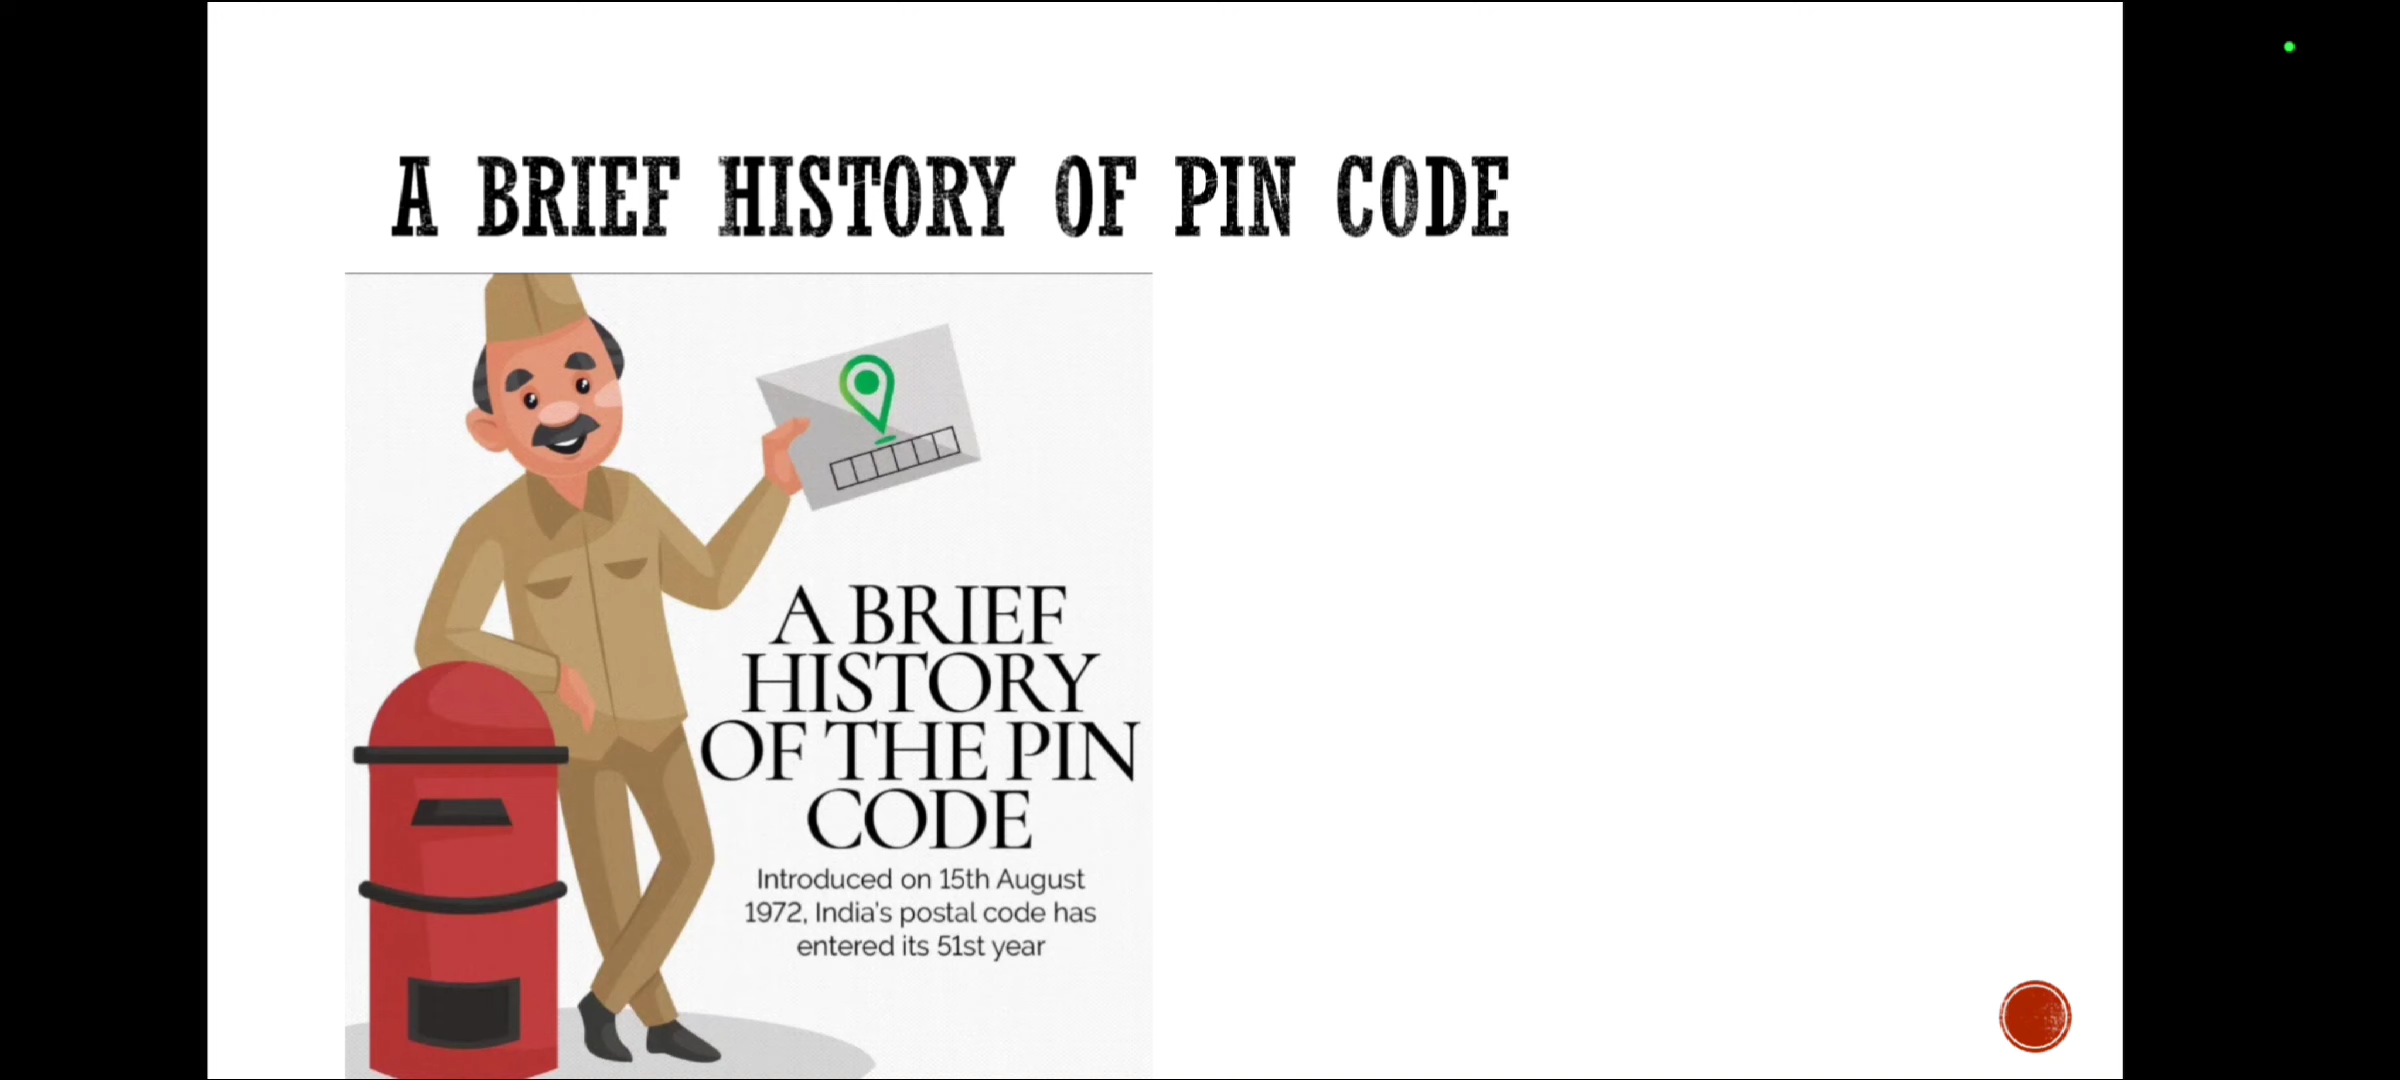 A BRIEF HISTORY OF PIN CODE
A BRIEF
HISTORY
OF THE PIN
CODE
Introduced on 15th August
1972, India's postal code has
entered its 51st year